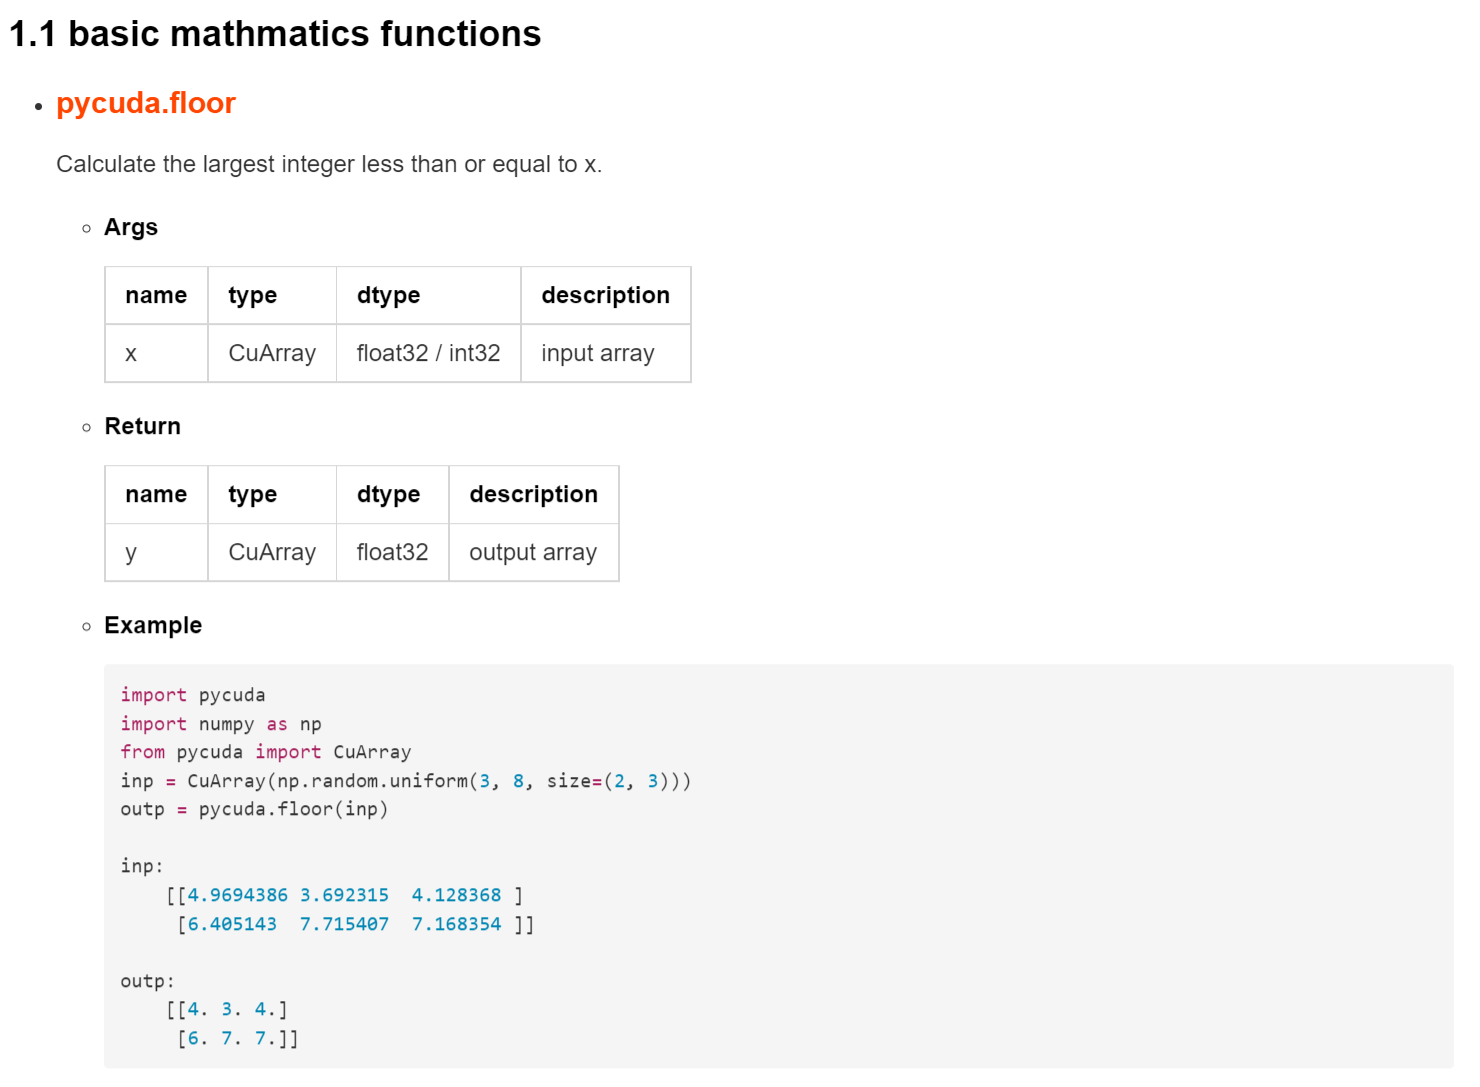 1.1 basic mathmatics functions
pycuda.floor
Calculate the largest integer less than or equal to x.
Args
name type dtype description
x CuArray float32 / int32 input array
Return
name type dtype description
y CuArray float32 output array
Example
import pycuda
import numpy as np
from pycuda import CuArray
inp = CuArray(np.random.uniform(3, 8, size=(2, 3)))
outp = pycuda.floor(inp)
inp:
[[4.9694386 3.692315  4.128368 ]
[6.405143  7.715407  7.168354 ]]
outp:
[[4. 3. 4.]
[6. 7. 7.]]